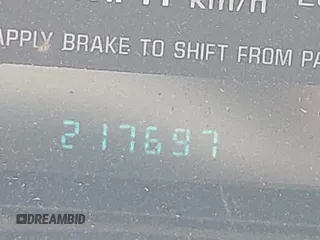 km/h
APPLY BRAKE TO SHIFT FROM PA
217697
DREAMBID